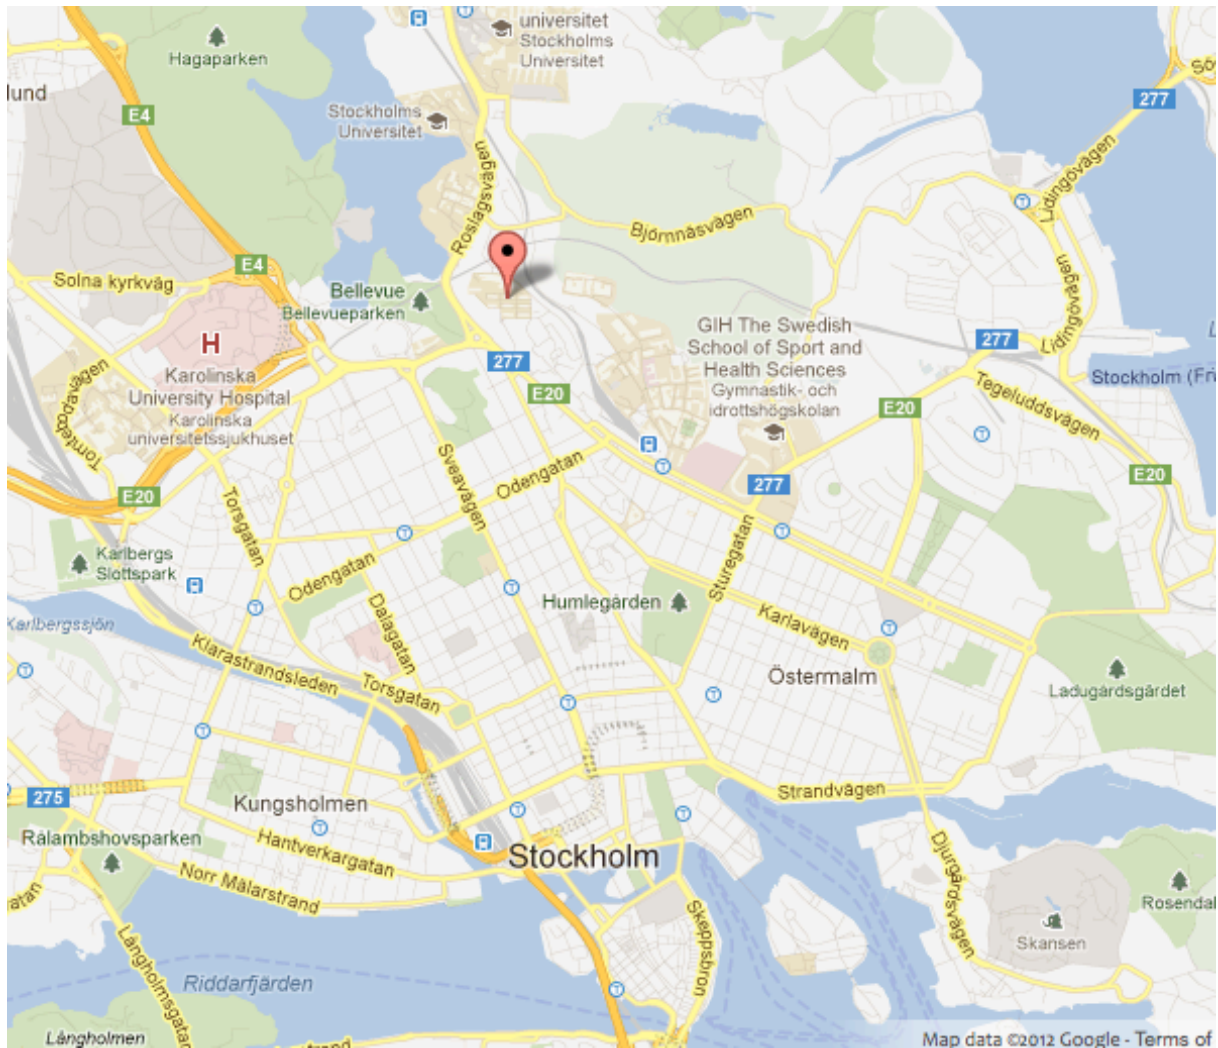 universitet
Stockholms
Universitet
Hagaparken
lund
E4
277
Stockholms
Universitet
Roslagsvägen
Lidingövägen
Björnnäsvägen
E4
Solna kyrkväg
Bellevue
Bellevueparken
Lidingövägen
GIH The Swedish
School of Sport and
Health Sciences
Gymnastik- och
idrottshögskolan
H
277
277
Karolinska
University Hospital
Karolinska
universitetssjukhuset
Stockholm (Fri
Tegeluddsvägen
E20
E20
Tomtebodavägen
Sveavägen
Odengatan
277
E20
E20
Torsgatan
Karlbergs
Slottspark
Odengatan
Sturegatan
Humlegården
Karlavägen
Dalagatan
Karlbergssjön
Klarastrandsleden
Torsgatan
Östermalm
Ladugårdsgärdet
275
Kungsholmen
Strandvägen
Rålambshovsparken
Hantverkargatan
Stockholm
Norr Mälarstrand
Djurgårdsvägen
Rosendal
atan
Skeppsbron
Skansen
Långholmsgatan
Riddarfjärden
Långholmen
strand
Map data ©2012 Google - Terms of